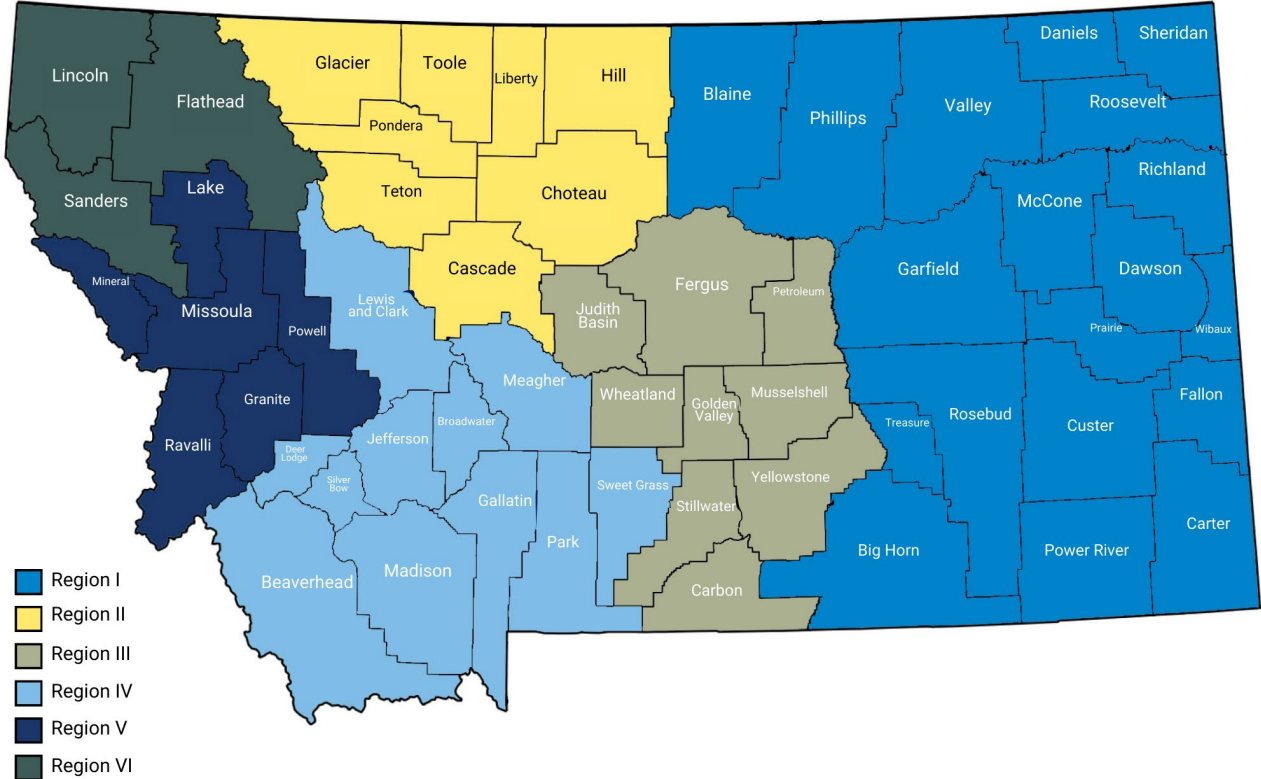 Lincoln
Flathead
Glacier
Toole
Liberty
Hill
Blaine
Phillips
Valley
Daniels
Sheridan
Roosevelt
Richland
McCone
Pondera
Teton
Choteau
Sanders
Lake
Mineral
Missoula
Powell
Lewis
and Clark
Cascade
Judith
Basin
Fergus
Petroleum
Garfield
Dawson
Prairie
Wibaux
Ravalli
Granite
Deer
Lodge
Silver
Bow
Jefferson
Broadwater
Meagher
Wheatland
Golden
Valley
Musselshell
Treasure
Rosebud
Custer
Fallon
Beaverhead
Madison
Gallatin
Park
Sweet Grass
Stillwater
Yellowstone
Carbon
Big Horn
Power River
Carter
Region I
Region II
Region III
Region IV
Region V
Region VI